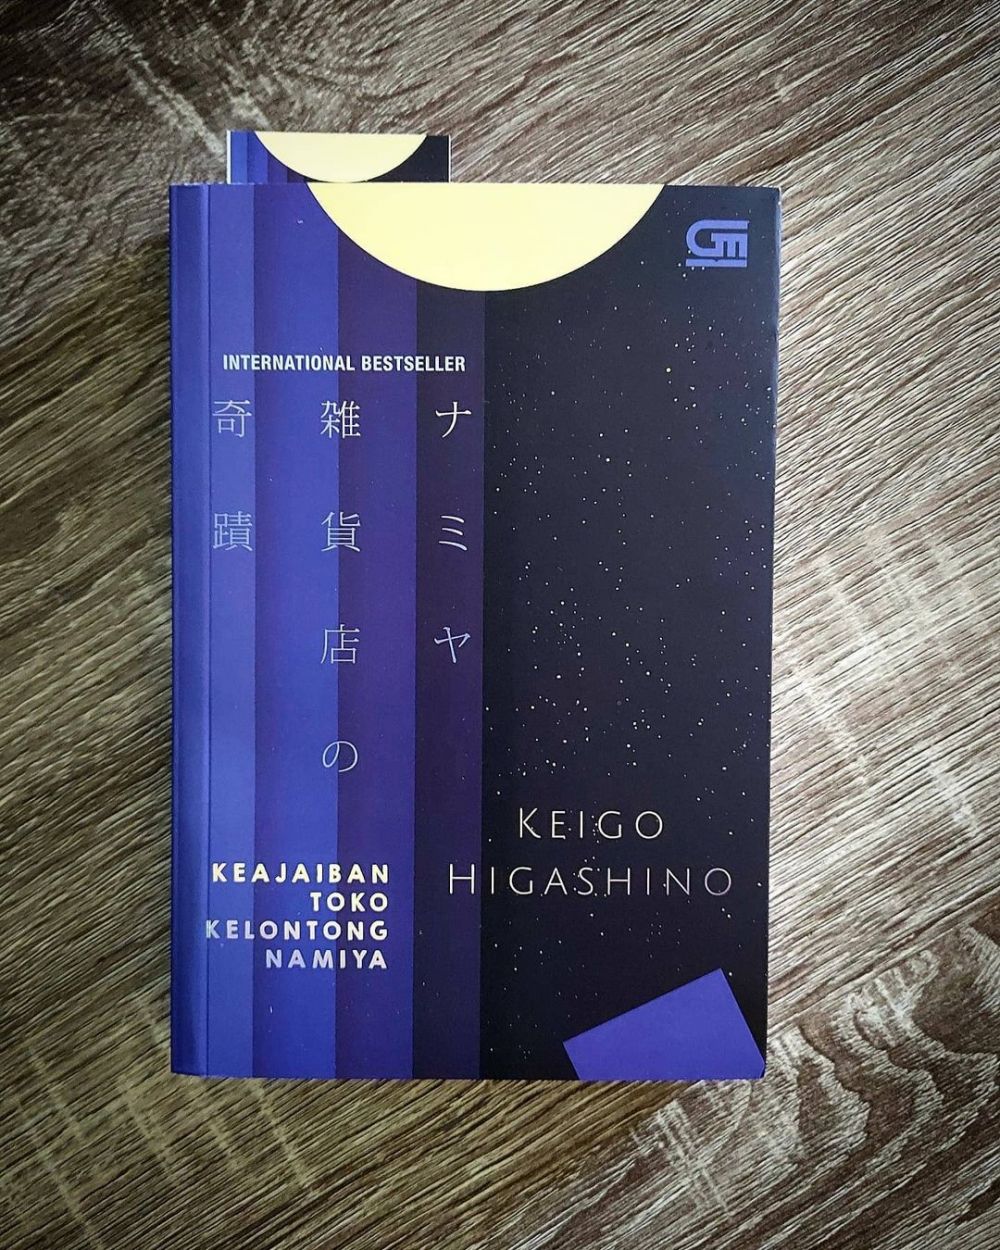 GM
INTERNATIONAL BESTSELLER
ナミヤ
雑貨店の
奇蹟
KEIGO
HIGASHINO
KEAJAIBAN
TOKO
KELONTONG
NAMIYA